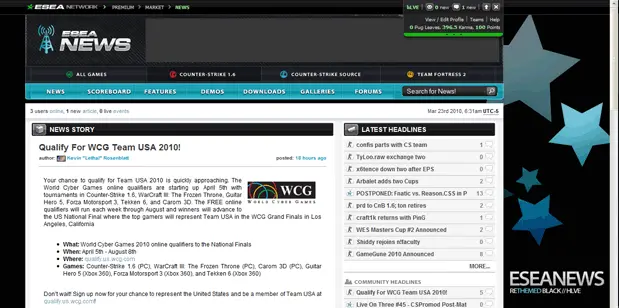 ESEA NETWORK PREMIUM MARKET NEWS
LIVE 0 new 1 new
View / Edit Profile Teams Help
0 Pug Leaves, 396.5 Karma, 100 Points
ESEA
NEWS
ALL GAMES COUNTER-STRIKE 1.6 COUNTER-STRIKE SOURCE TEAM FORTRESS 2
NEWS SCOREBOARD FEATURES DEMOS DOWNLOADS GALLERIES FORUMS Search for News!
3 users online, 1 new article, 0 live events
Mar 23rd 2010, 6:31am UTC-5
NEWS STORY
Qualify For WCG Team USA 2010!
author: Kevin "Lethal" Rosenblatt
posted: 10 hours ago
Your chance to qualify for Team USA 2010 is quickly approaching. The
World Cyber Games online qualifiers are starting up April 5th with
tournaments in Counter-Strike 1.6, WarCraft III: The Frozen Throne, Guitar
Hero 5, Forza Motorsport 3, Tekken 6, and Carom 3D. The FREE online
qualifiers will run each week through August and winners will advance to
the US National Final where the top gamers will represent Team USA in the WCG Grand Finals in Los
Angeles, California
WCG
WORLD CYBER GAMES
What: World Cyber Games 2010 online qualifiers to the National Finals
When: April 5th - August 8th
Where: qualify.us.wcg.com
Games: Counter-Strike 1.6 (PC), WarCraft III: The Frozen Throne (PC), Carom 3D (PC), Guitar
Hero 5 (Xbox 360), Forza Motorsport 3 (Xbox 360), and Tekken 6 (Xbox 360)
Don't wait! Sign up now for your chance to represent the United States and be a member of Team USA at
qualify.us.wcg.com!
LATEST HEADLINES
confis parts with CS team 1
TyLoo.raw exchange two 0
x6tence down two after EPS 0
Arbalet adds two Cups 2
POSTPONED: Fnatic vs. Reason.CS in P 13
prd to CnB 1.6; ton retires 2
craft1k returns with PinG 1
WES Masters Cup #2 Announced 2
Shiddy rejoins nffaculty 0
GameGune 2010 Announced 8
MORE...
COMMUNITY HEADLINES
Qualify For WCG Team USA 2010! 5
Live On Three #45 - CSPromod Post-Mat 2
ESEANEWS
RETHEMED BLACK//HLIVE